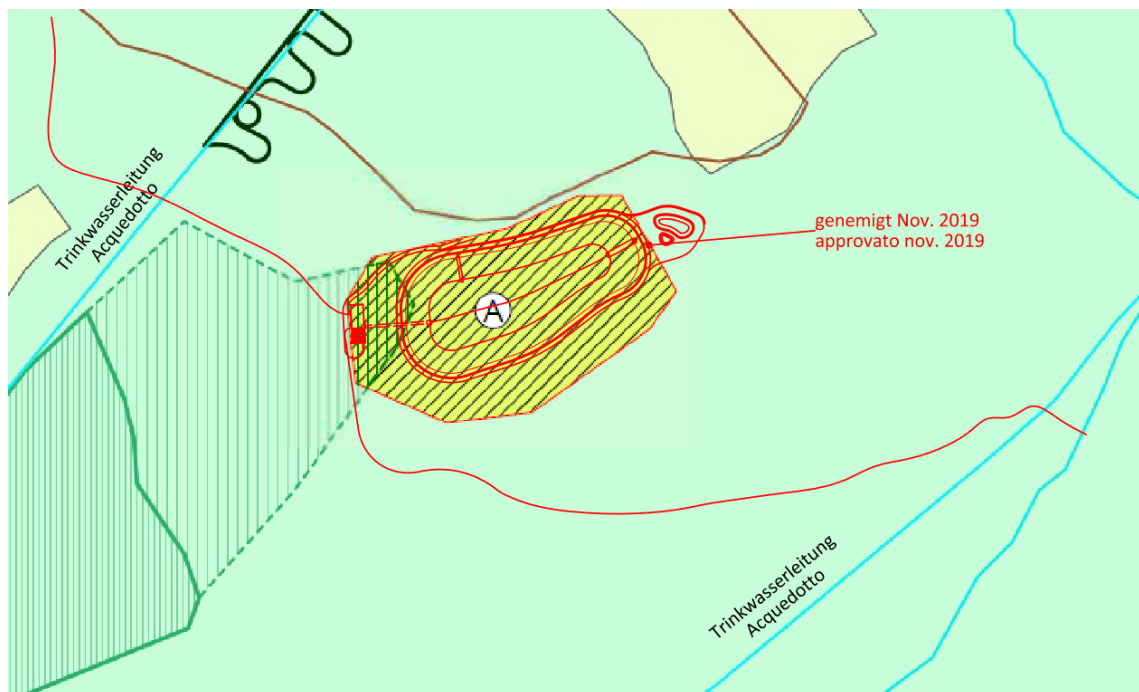 Trinkwasserleitung
Acquedotto
genemigt Nov. 2019
approvato nov. 2019
A
Trinkwasserleitung
Acquedotto